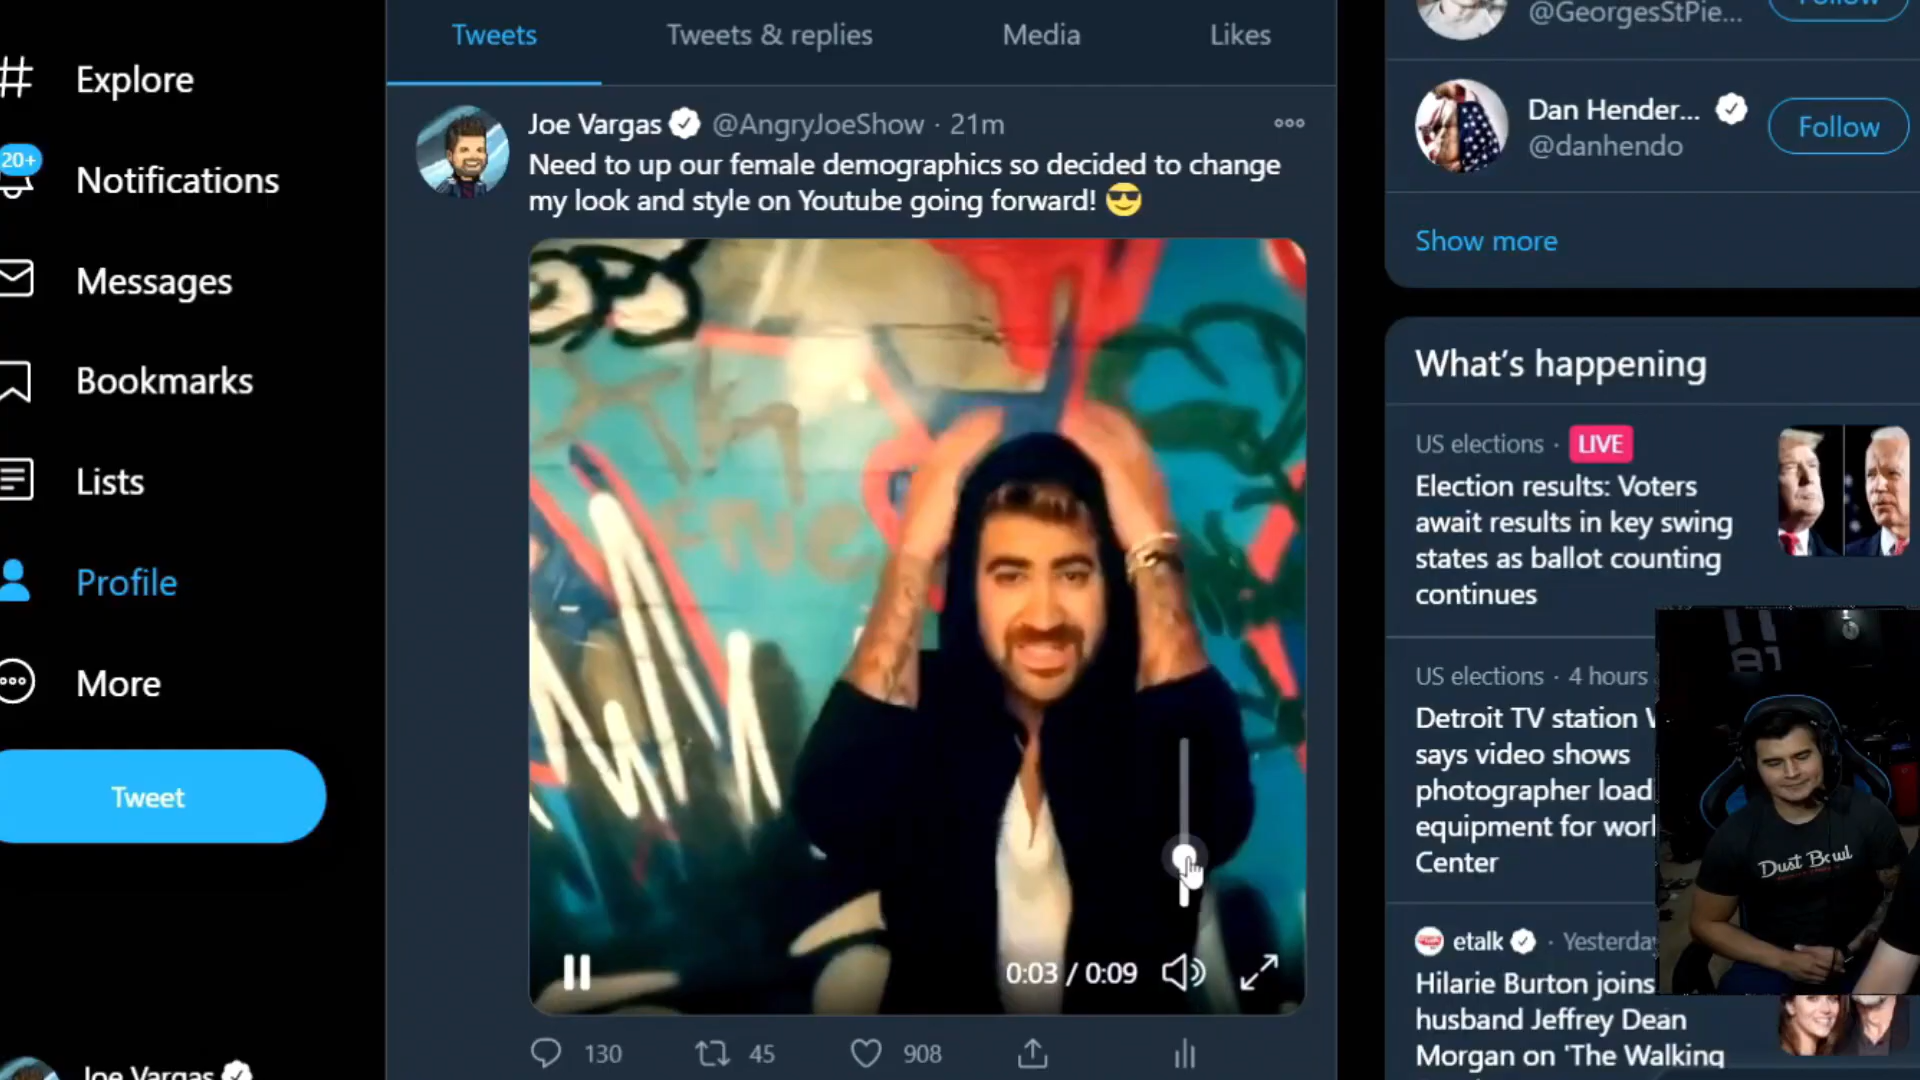 Explore
20+
Notifications
Messages
Bookmarks
Lists
Profile
More
Tweet
Joe Vargas
Tweets
Tweets & replies
Media
Likes
Joe Vargas @AngryJoeShow · 21m
Need to up our female demographics so decided to change
my look and style on Youtube going forward! 😎
0:03 / 0:09
130
45
908
@GeorgesStPie...
Follow
Dan Hender...
@danhendo
Follow
Show more
What's happening
US elections · LIVE
Election results: Voters
await results in key swing
states as ballot counting
continues
US elections · 4 hours
Detroit TV station
says video shows
photographer load
equipment for
Center
etalk · Yesterda
Hilarie Burton joins
husband Jeffrey Dean
Morgan on 'The Walking
Dust Bowl